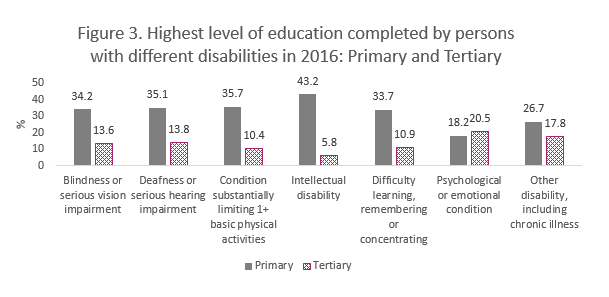 Figure 3. Highest level of education completed by persons
with different disabilities in 2016: Primary and Tertiary
%
50
40
30
20
10
0
34.2
13.6
35.1
13.8
35.7
10.4
43.2
5.8
33.7
10.9
18.2
20.5
26.7
17.8
Blindness or
serious vision
impairment
Deafness or
serious hearing
impairment
Condition
substantially
limiting 1+
basic physical
activities
Intellectual
disability
Difficulty
learning,
remembering
or
concentrating
Psychological
or emotional
condition
Other
disability,
including
chronic illness
Primary
Tertiary